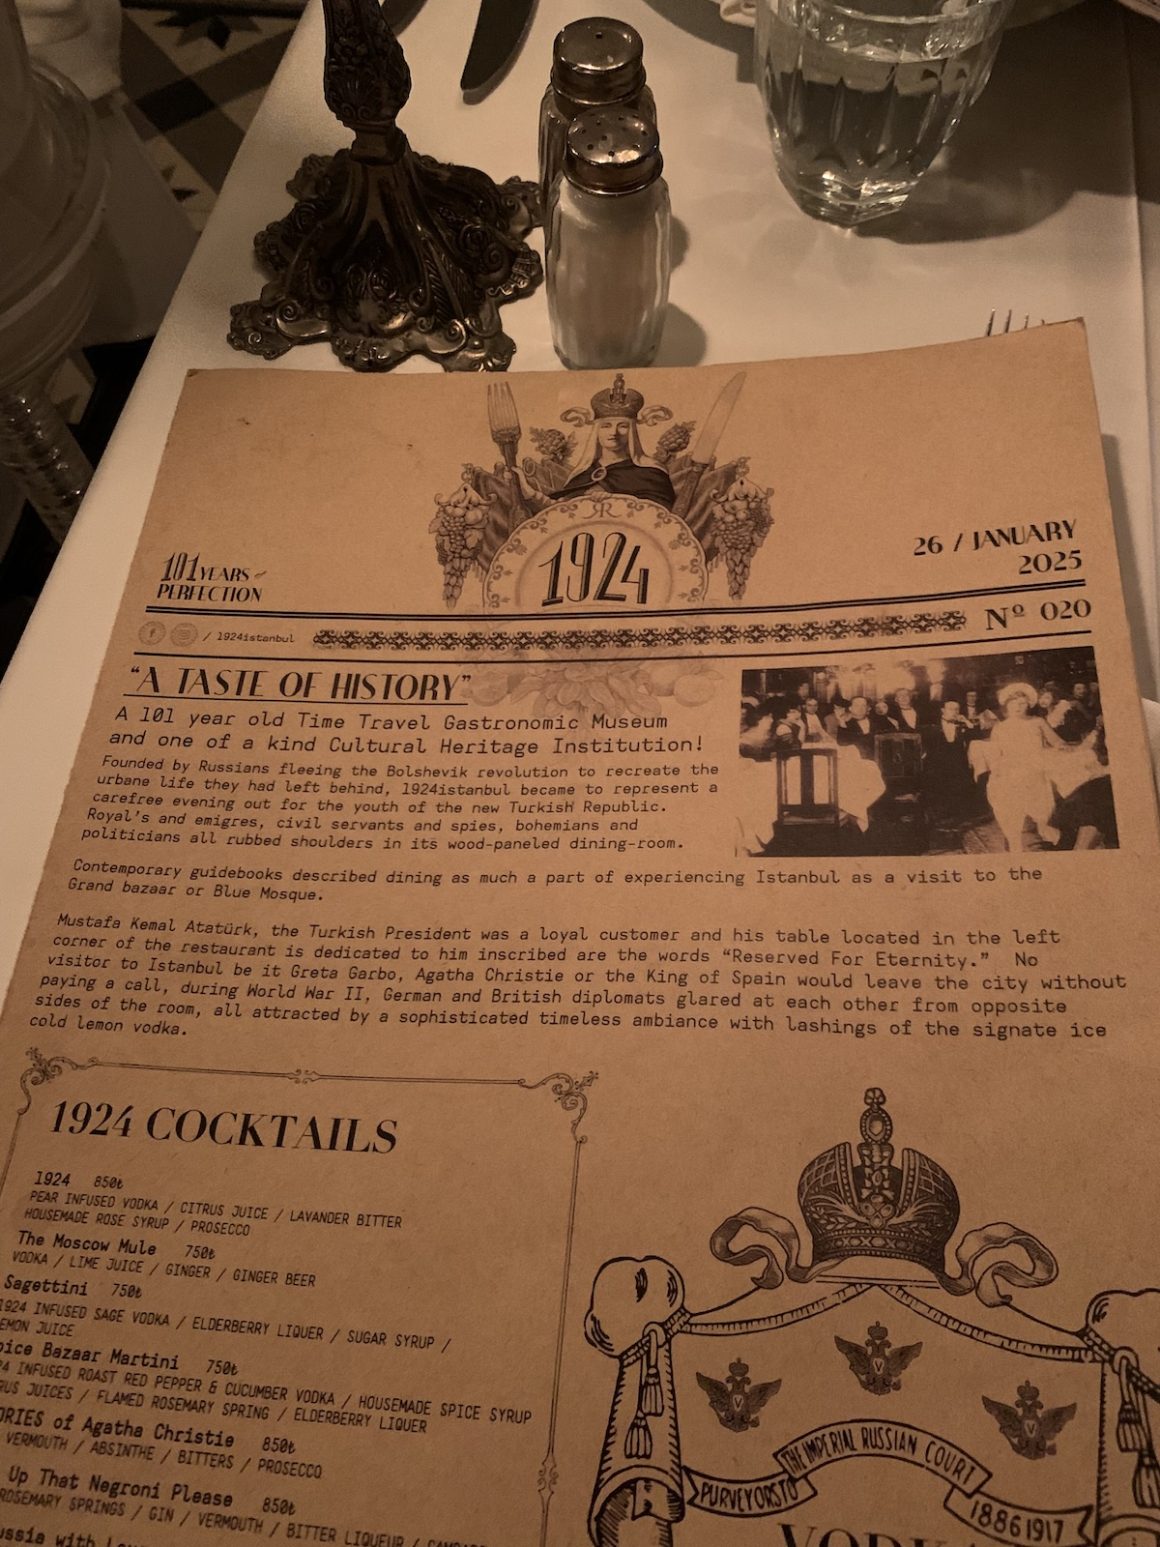 1924
101 YEARS of
PERFECTION
26 / JANUARY
2025
/ 1924istanbul
Nº 020
"A TASTE OF HISTORY"
A 101 year old Time Travel Gastronomic Museum
and one of a kind Cultural Heritage Institution!
Founded by Russians fleeing the Bolshevik revolution to recreate the
urbane life they had left behind, 1924istanbul became to represent a
carefree evening out for the youth of the new Turkish Republic.
Royal's and emigres, civil servants and spies, bohemians and
politicians all rubbed shoulders in its wood-paneled dining-room.
Contemporary guidebooks described dining as much a part of experiencing Istanbul as a visit to the
Grand bazaar or Blue Mosque.
Mustafa Kemal Atatürk, the Turkish President was a loyal customer and his table located in the left
corner of the restaurant is dedicated to him inscribed are the words "Reserved For Eternity." No
visitor to Istanbul be it Greta Garbo, Agatha Christie or the King of Spain would leave the city without
paying a call, during World War II, German and British diplomats glared at each other from opposite
sides of the room, all attracted by a sophisticated timeless ambiance with lashings of the signate ice
cold lemon vodka.
1924 COCKTAILS
1924 850₺
PEAR INFUSED VODKA / CITRUS JUICE / LAVANDER BITTER
HOUSEMADE ROSE SYRUP / PROSECCO
The Moscow Mule 750₺
VODKA / LIME JUICE / GINGER / GINGER BEER
Sagettini 750₺
1924 INFUSED SAGE VODKA / ELDERBERRY LIQUER / SUGAR SYRUP /
EMON JUICE
pice Bazaar Martini 750₺
24 INFUSED ROAST RED PEPPER & CUCUMBER VODKA / HOUSEMADE SPICE SYRUP
RUS JUICES / FLAMED ROSEMARY SPRING / ELDERBERRY LIQUER
ORIES of Agatha Christie 850₺
VERMOUTH / ABSINTHE / BITTERS / PROSECCO
Up That Negroni Please 850₺
ROSEMARY SPRINGS / GIN / VERMOUTH / BITTER LIQUEUR /
ussia with
PURVEYORS TO THE IMPERIAL RUSSIAN COURT 1886 1917